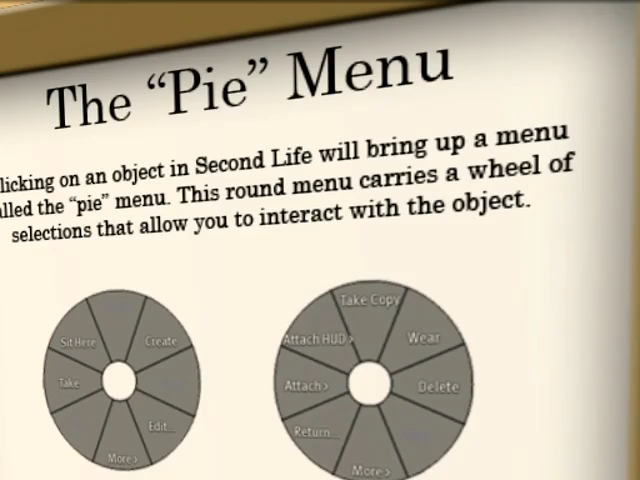 The “Pie” Menu
licking on an object in Second Life will bring up a menu
lled the “pie” menu. This round menu carries a wheel of
selections that allow you to interact with the object.
Sit Here
Create
Take
Edit...
More >
Take Copy
Attach HUD >
Wear
Attach >
Delete
Return...
More >